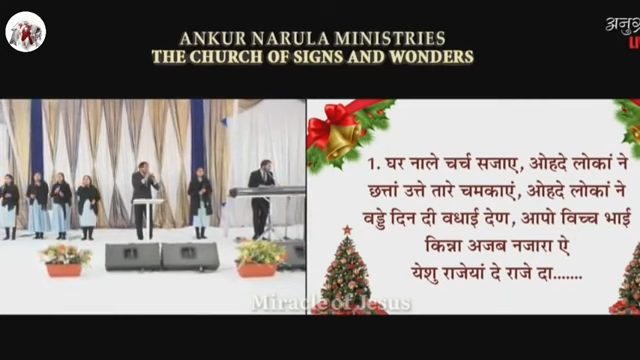 ANKUR NARULA MINISTRIES
THE CHURCH OF SIGNS AND WONDERS
1. घर नाले चर्च सजाए, ओहदे लोकां ने
छत्तां उत्ते तारे चमकाएं, ओहदे लोकां ने
वड्डे दिन दी वधाई देण, आपो विच्च भाई
किन्ना अजब नजारा ऐ
येशु राजेयां दे राजे दा.......
Miracle of Jesus